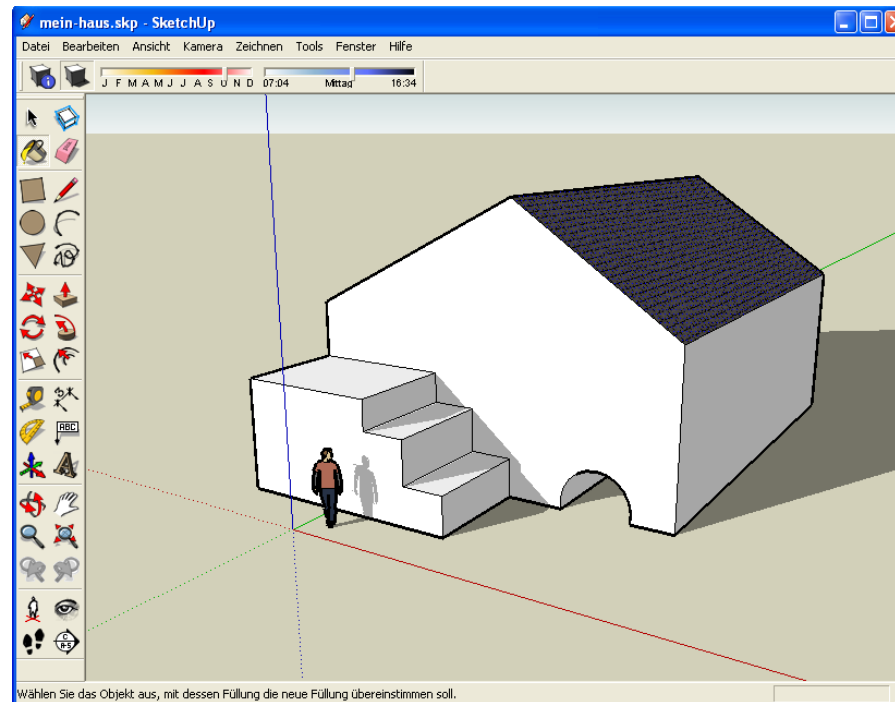 mein-haus.skp - SketchUp
Datei Bearbeiten Ansicht Kamera Zeichnen Tools Fenster Hilfe
J F M A M J J A S O N D 07:04 Mittag 16:34
ABC
A
C
A-5
Wählen Sie das Objekt aus, mit dessen Füllung die neue Füllung übereinstimmen soll.